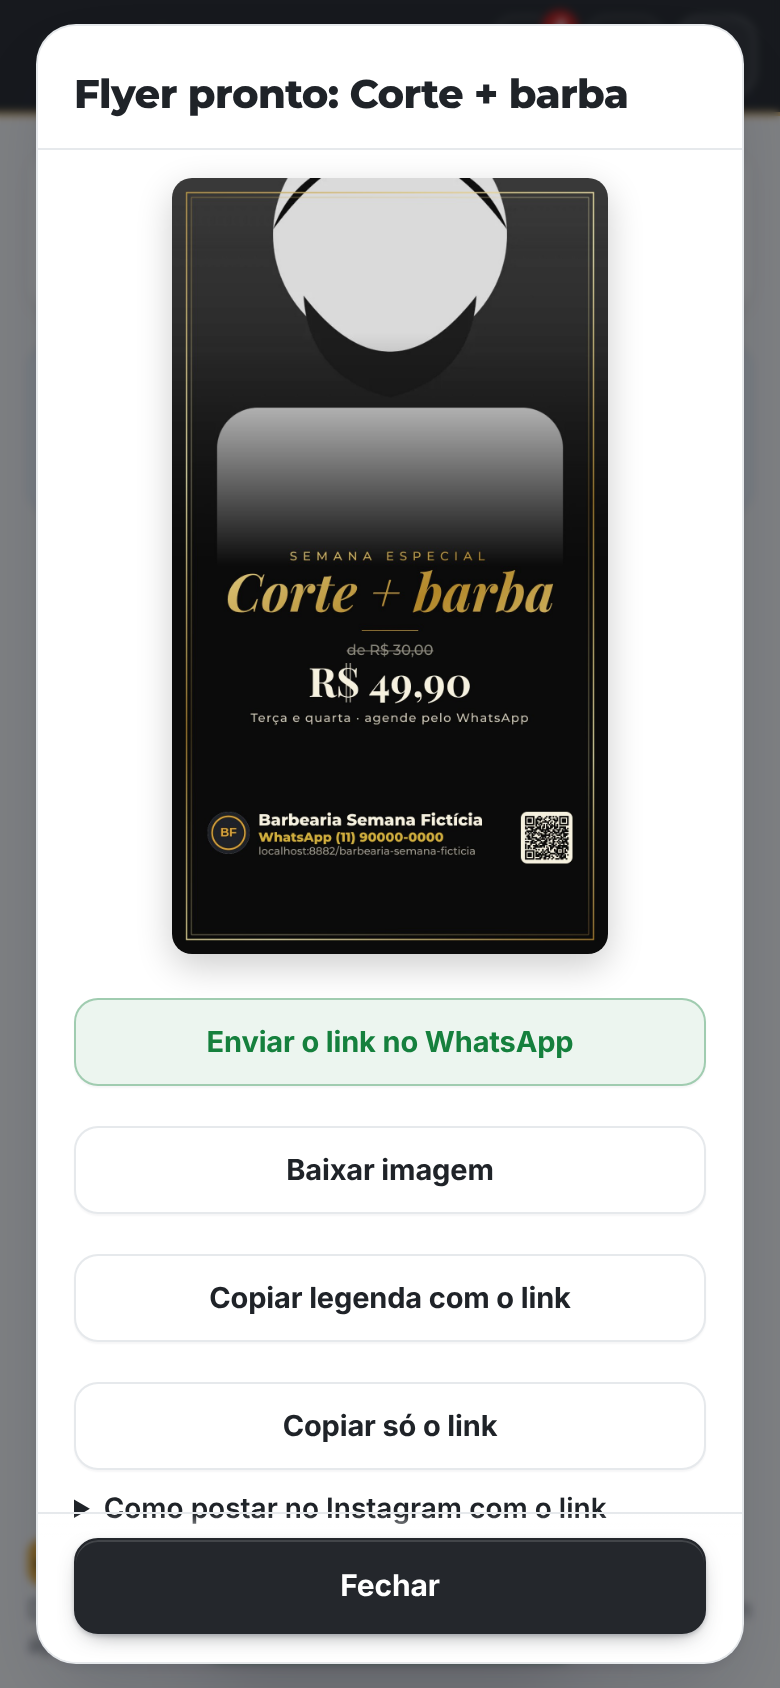 Flyer pronto: Corte + barba
SEMANA ESPECIAL
Corte + barba
de R$ 30,00
R$ 49,90
Terça e quarta · agende pelo WhatsApp
BF
Barbearia Semana Fictícia
WhatsApp (11) 90000-0000
localhost:8882/barbearia-semana-ficticia
Enviar o link no WhatsApp
Baixar imagem
Copiar legenda com o link
Copiar só o link
Como postar no Instagram com o link
Fechar